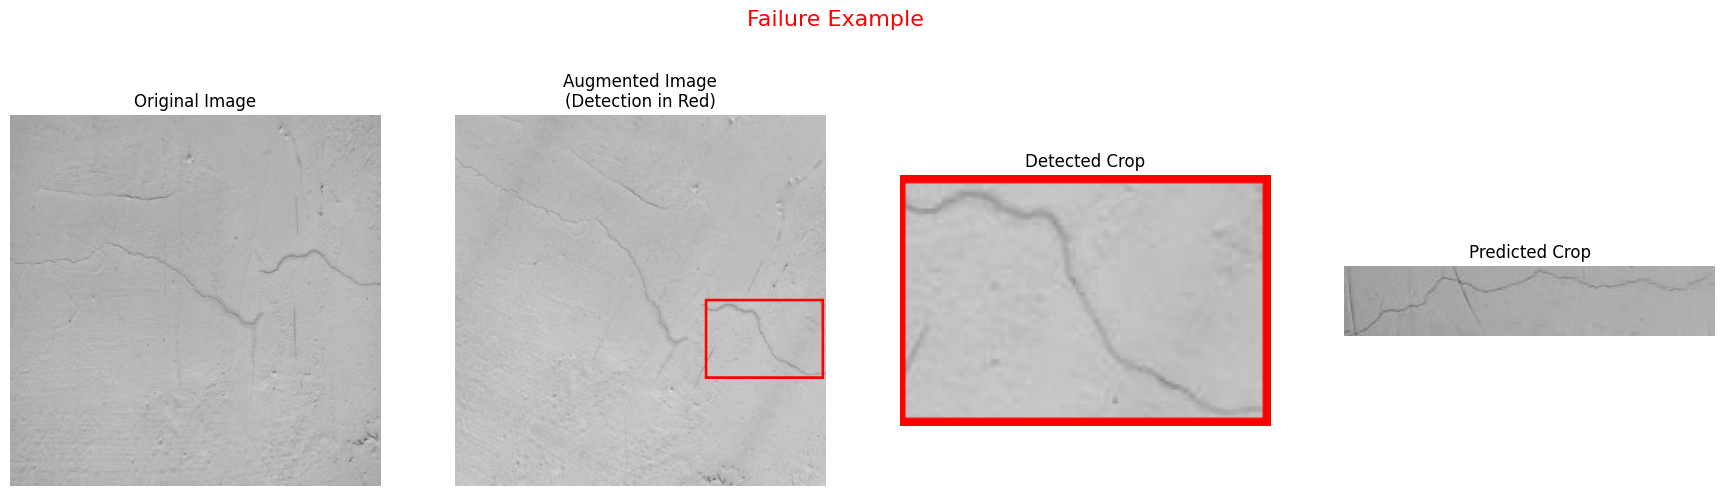 Failure Example
Original Image
Augmented Image
(Detection in Red)
Detected Crop
Predicted Crop